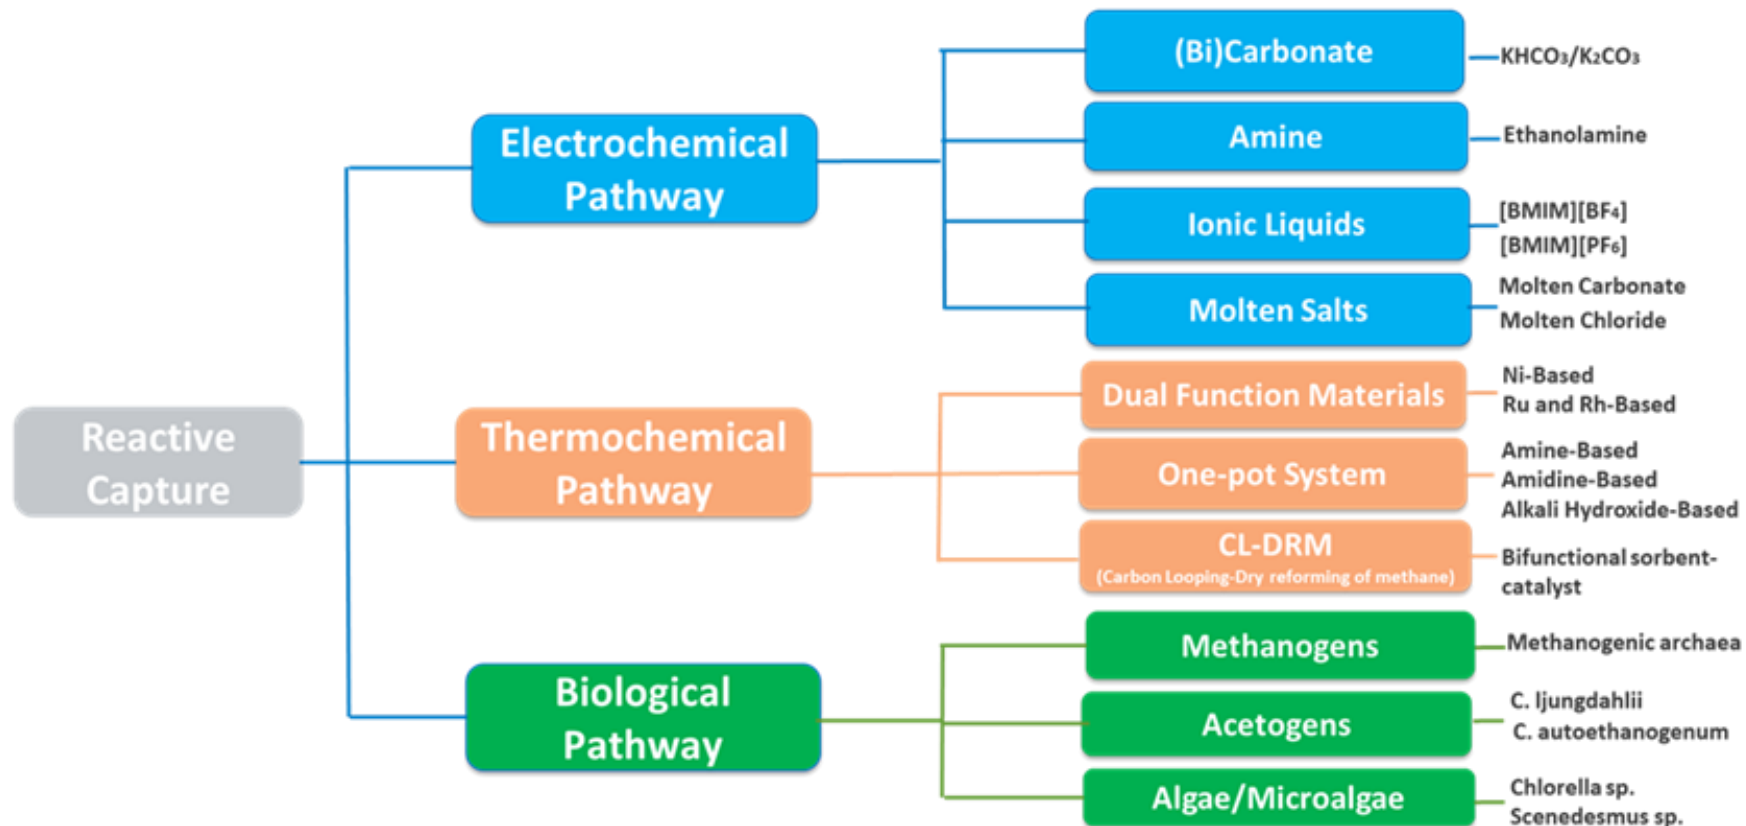 Reactive
Capture
Electrochemical
Pathway
(Bi)Carbonate
KHCO₃/K₂CO₃
Amine
Ethanolamine
Ionic Liquids
[BMIM][BF₄]
[BMIM][PF₆]
Molten Salts
Molten Carbonate
Molten Chloride
Thermochemical
Pathway
Dual Function Materials
Ni-Based
Ru and Rh-Based
One-pot System
Amine-Based
Amidine-Based
Alkali Hydroxide-Based
CL-DRM
(Carbon Looping-Dry reforming of methane)
Bifunctional sorbent-
catalyst
Biological
Pathway
Methanogens
Methanogenic archaea
Acetogens
C. ljungdahlii
C. autoethanogenum
Algae/Microalgae
Chlorella sp.
Scenedesmus sp.